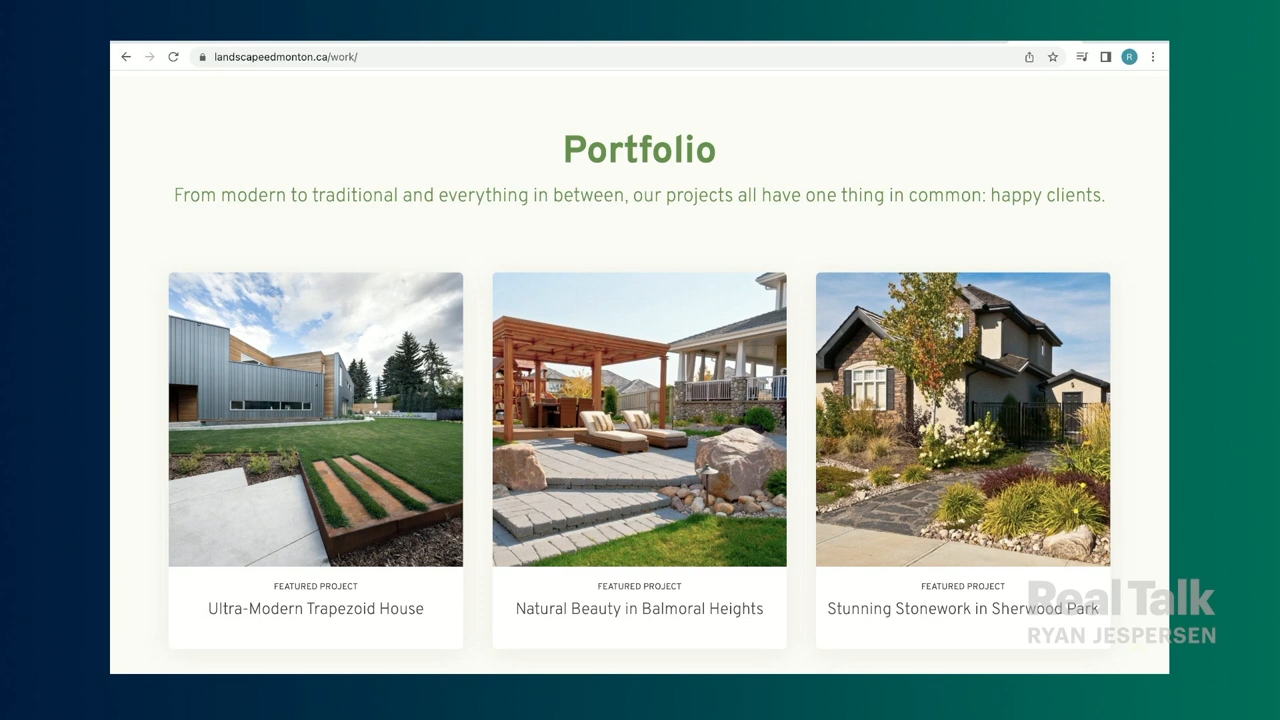 landscapeedmonton.ca/work/
R
Portfolio
From modern to traditional and everything in between, our projects all have one thing in common: happy clients.
FEATURED PROJECT
Ultra-Modern Trapezoid House
FEATURED PROJECT
Natural Beauty in Balmoral Heights
FEATURED PROJECT
Stunning Stonework in Sherwood Park
Real Talk
RYAN JESPERSEN